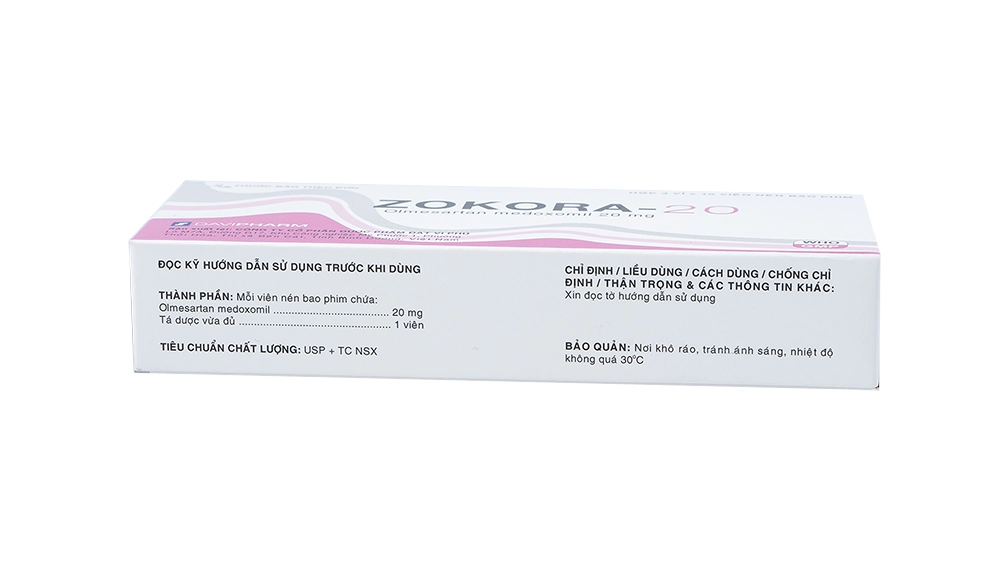 ZOKORA-20
Olmesartan medoxomil 20 mg
DAVIPHARM
WHO
GMP
ĐỌC KỸ HƯỚNG DẪN SỬ DỤNG TRƯỚC KHI DÙNG
THÀNH PHẦN: Mỗi viên nén bao phim chứa:
Olmesartan medoxomil ................................... 20 mg
Tá dược vừa đủ .............................................. 1 viên
TIÊU CHUẨN CHẤT LƯỢNG: USP + TC NSX
CHỈ ĐỊNH / LIỀU DÙNG / CÁCH DÙNG / CHỐNG CHỈ
ĐỊNH / THẬN TRỌNG & CÁC THÔNG TIN KHÁC:
Xin đọc tờ hướng dẫn sử dụng
BẢO QUẢN: Nơi khô ráo, tránh ánh sáng, nhiệt độ
không quá 30°C